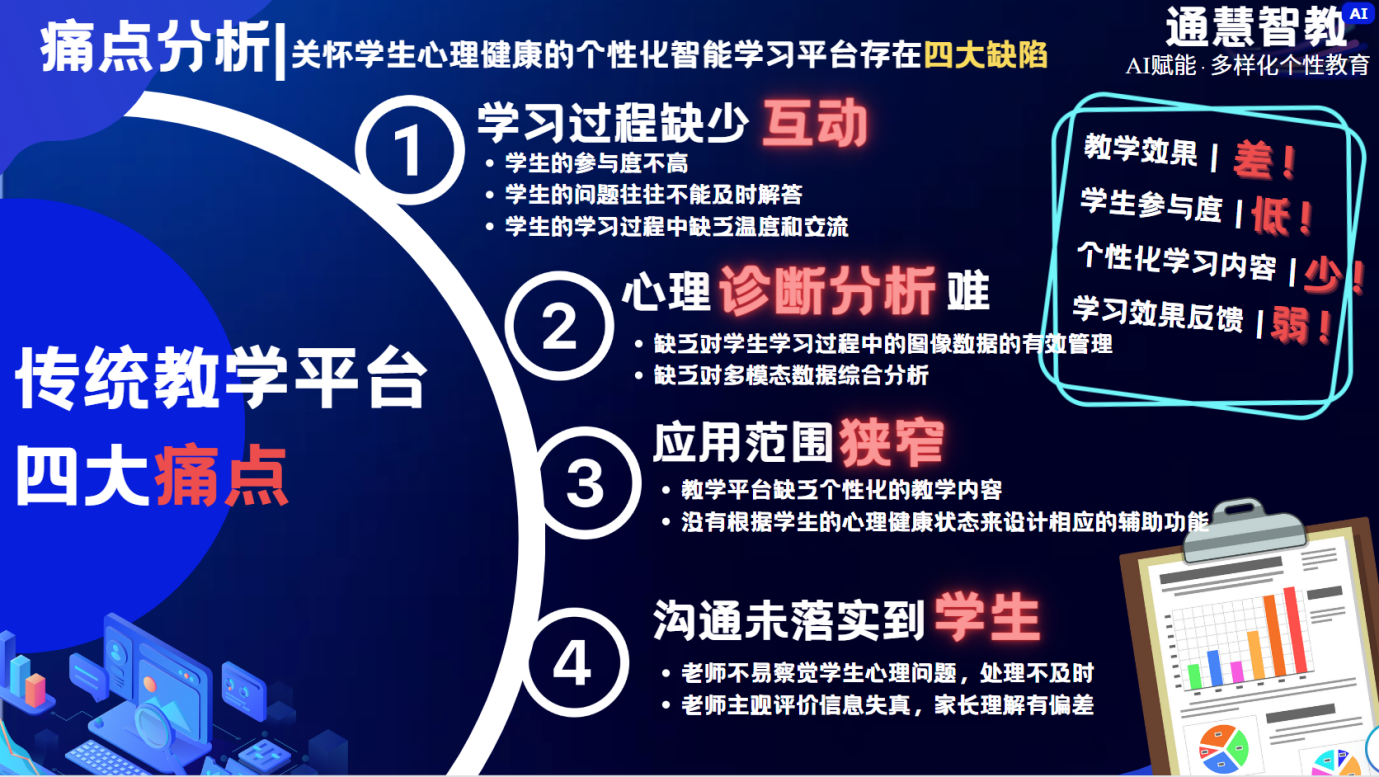 痛点分析|关怀学生心理健康的个性化智能学习平台存在四大缺陷
通慧智教
AI
AI赋能·多样化个性教育
传统教学平台
四大痛点
1
学习过程缺少 互动
• 学生的参与度不高
• 学生的问题往往不能及时解答
• 学生的学习过程中缺乏温度和交流
2
心理 诊断分析 难
• 缺乏对学生学习过程中的图像数据的有效管理
• 缺乏对多模态数据综合分析
3
应用范围 狭窄
• 教学平台缺乏个性化的教学内容
• 没有根据学生的心理健康状态来设计相应的辅助功能
4
沟通未落实到 学生
• 老师不易察觉学生心理问题，处理不及时
• 老师主观评价信息失真，家长理解有偏差
教学效果 | 差！
学生参与度 | 低！
个性化学习内容 | 少！
学习效果反馈 | 弱！